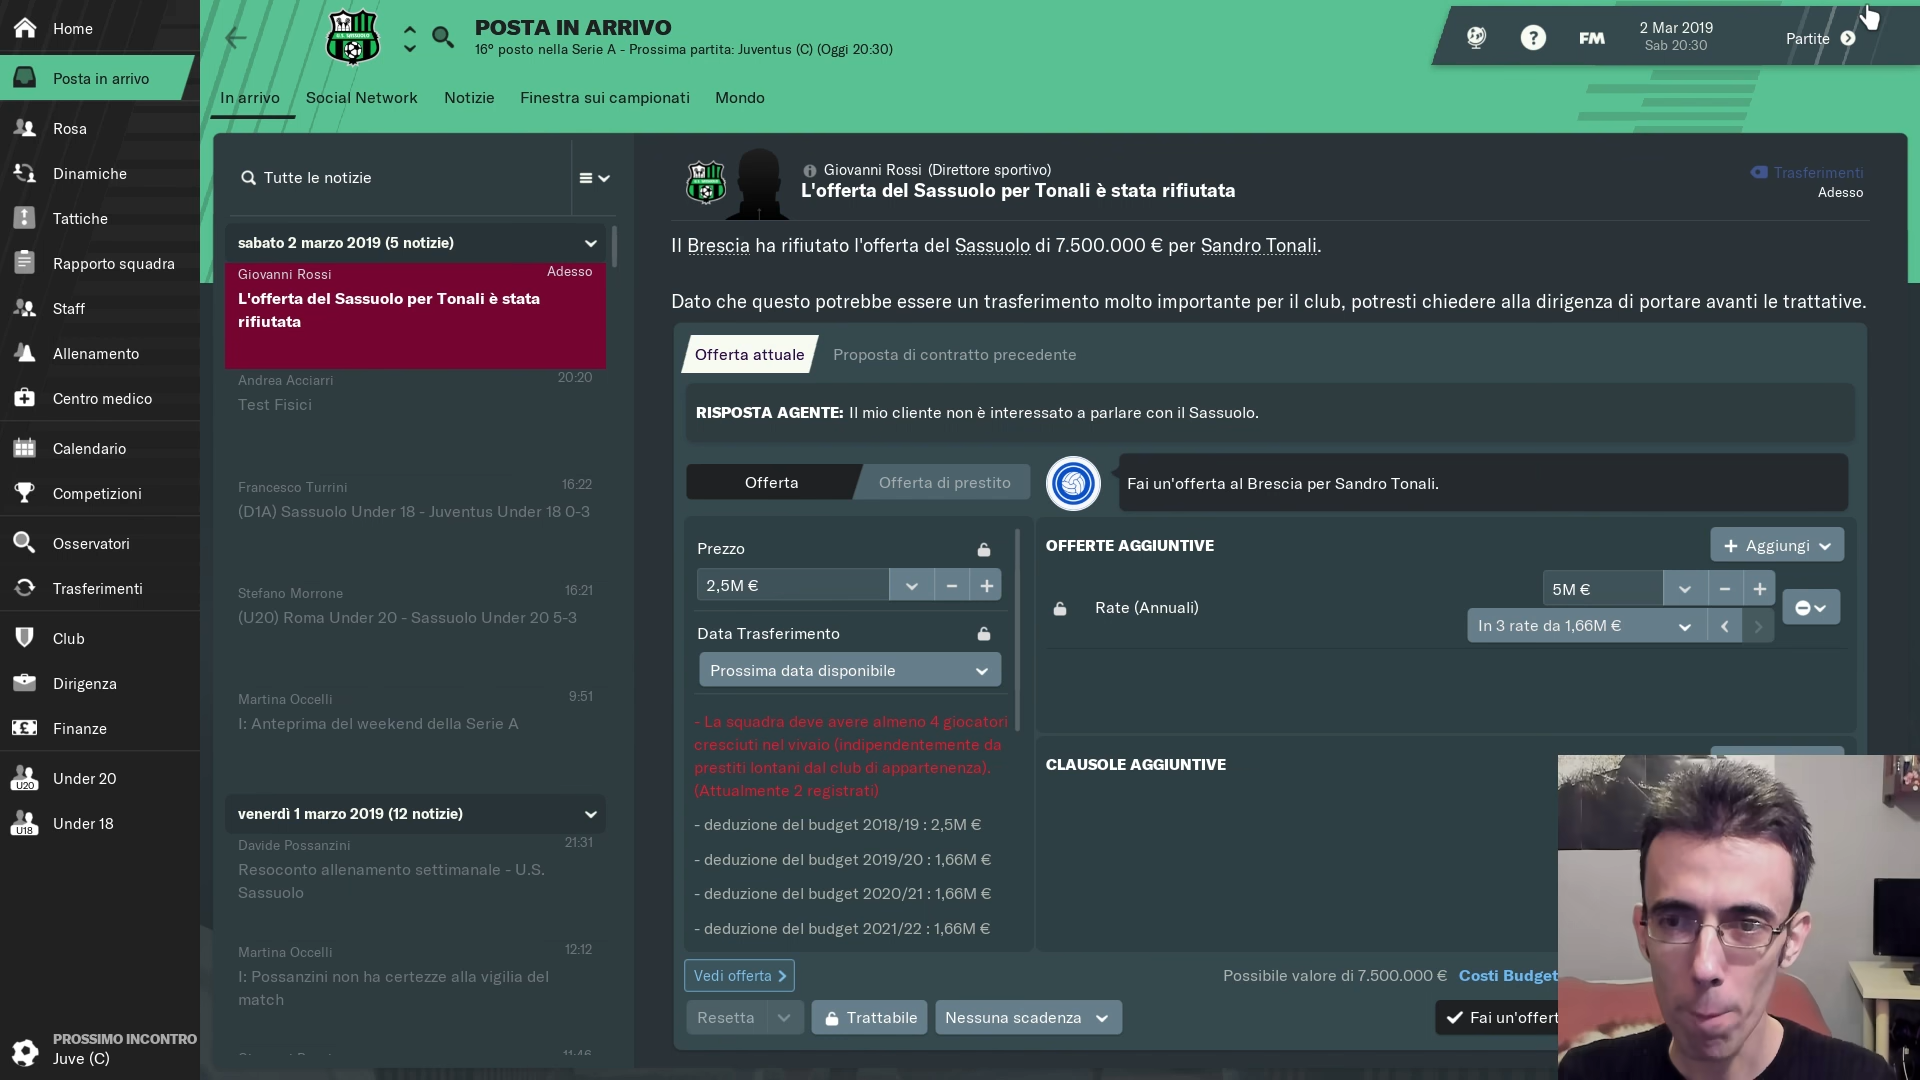 Home
Posta in arrivo
Rosa
Dinamiche
Tattiche
Rapporto squadra
Staff
Allenamento
Centro medico
Calendario
Competizioni
Osservatori
Trasferimenti
Club
Dirigenza
Finanze
U20
Under 20
U18
Under 18
PROSSIMO INCONTRO
Juve (C)
POSTA IN ARRIVO
16° posto nella Serie A - Prossima partita: Juventus (C) (Oggi 20:30)
FM
2 Mar 2019
Sab 20:30
Partite
In arrivo
Social Network
Notizie
Finestra sui campionati
Mondo
Tutte le notizie
sabato 2 marzo 2019 (5 notizie)
Giovanni Rossi
Adesso
L'offerta del Sassuolo per Tonali è stata
rifiutata
Andrea Acciarri
20:20
Test Fisici
Francesco Turrini
16:22
(D1A) Sassuolo Under 18 - Juventus Under 18 0-3
Stefano Morrone
16:21
(U20) Roma Under 20 - Sassuolo Under 20 5-3
Martina Occelli
9:51
I: Anteprima del weekend della Serie A
venerdì 1 marzo 2019 (12 notizie)
Davide Possanzini
21:31
Resoconto allenamento settimanale - U.S.
Sassuolo
Martina Occelli
12:12
I: Possanzini non ha certezze alla vigilia del
match
Giovanni Rossi (Direttore sportivo)
L'offerta del Sassuolo per Tonali è stata rifiutata
Trasferimenti
Adesso
Il Brescia ha rifiutato l'offerta del Sassuolo di 7.500.000 € per Sandro Tonali.
Dato che questo potrebbe essere un trasferimento molto importante per il club, potresti chiedere alla dirigenza di portare avanti le trattative.
Offerta attuale
Proposta di contratto precedente
RISPOSTA AGENTE: Il mio cliente non è interessato a parlare con il Sassuolo.
Offerta
Offerta di prestito
Fai un'offerta al Brescia per Sandro Tonali.
Prezzo
2,5M €
Data Trasferimento
Prossima data disponibile
- La squadra deve avere almeno 4 giocatori
cresciuti nel vivaio (indipendentemente da
prestiti lontani dal club di appartenenza).
(Attualmente 2 registrati)
- deduzione del budget 2018/19 : 2,5M €
- deduzione del budget 2019/20 : 1,66M €
- deduzione del budget 2020/21 : 1,66M €
- deduzione del budget 2021/22 : 1,66M €
OFFERTE AGGIUNTIVE
Aggiungi
Rate (Annuali)
5M €
In 3 rate da 1,66M €
CLAUSOLE AGGIUNTIVE
Vedi offerta
Possibile valore di 7.500.000 €
Costi Budget
Resetta
Trattabile
Nessuna scadenza
Fai un'offert